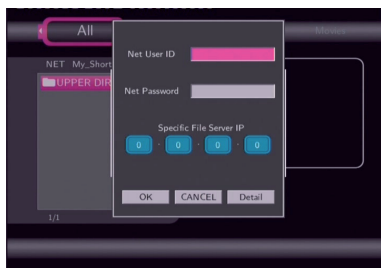 All
Movies
NET My_Short
UPPER DIR
Net User ID
Net Password
Specific File Server IP
0 . 0 . 0 . 0
OK CANCEL Detail
1/1